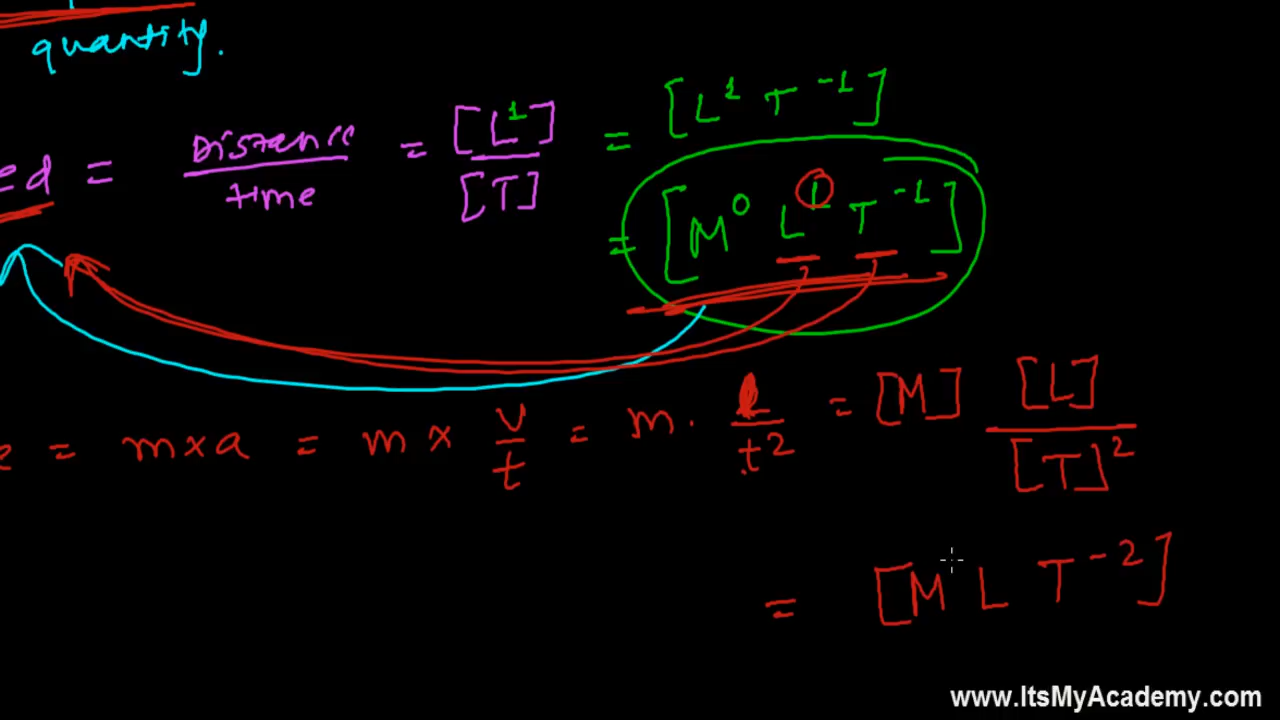 quantity.
ed = Distance / time = [L¹] / [T] = [L¹ T⁻¹]
= [M⁰ L¹ T⁻¹]
e = m×a = m × v / t = m · l / t² = [M] [L] / [T]²
= [M L T⁻²]
www.ItsMyAcademy.com